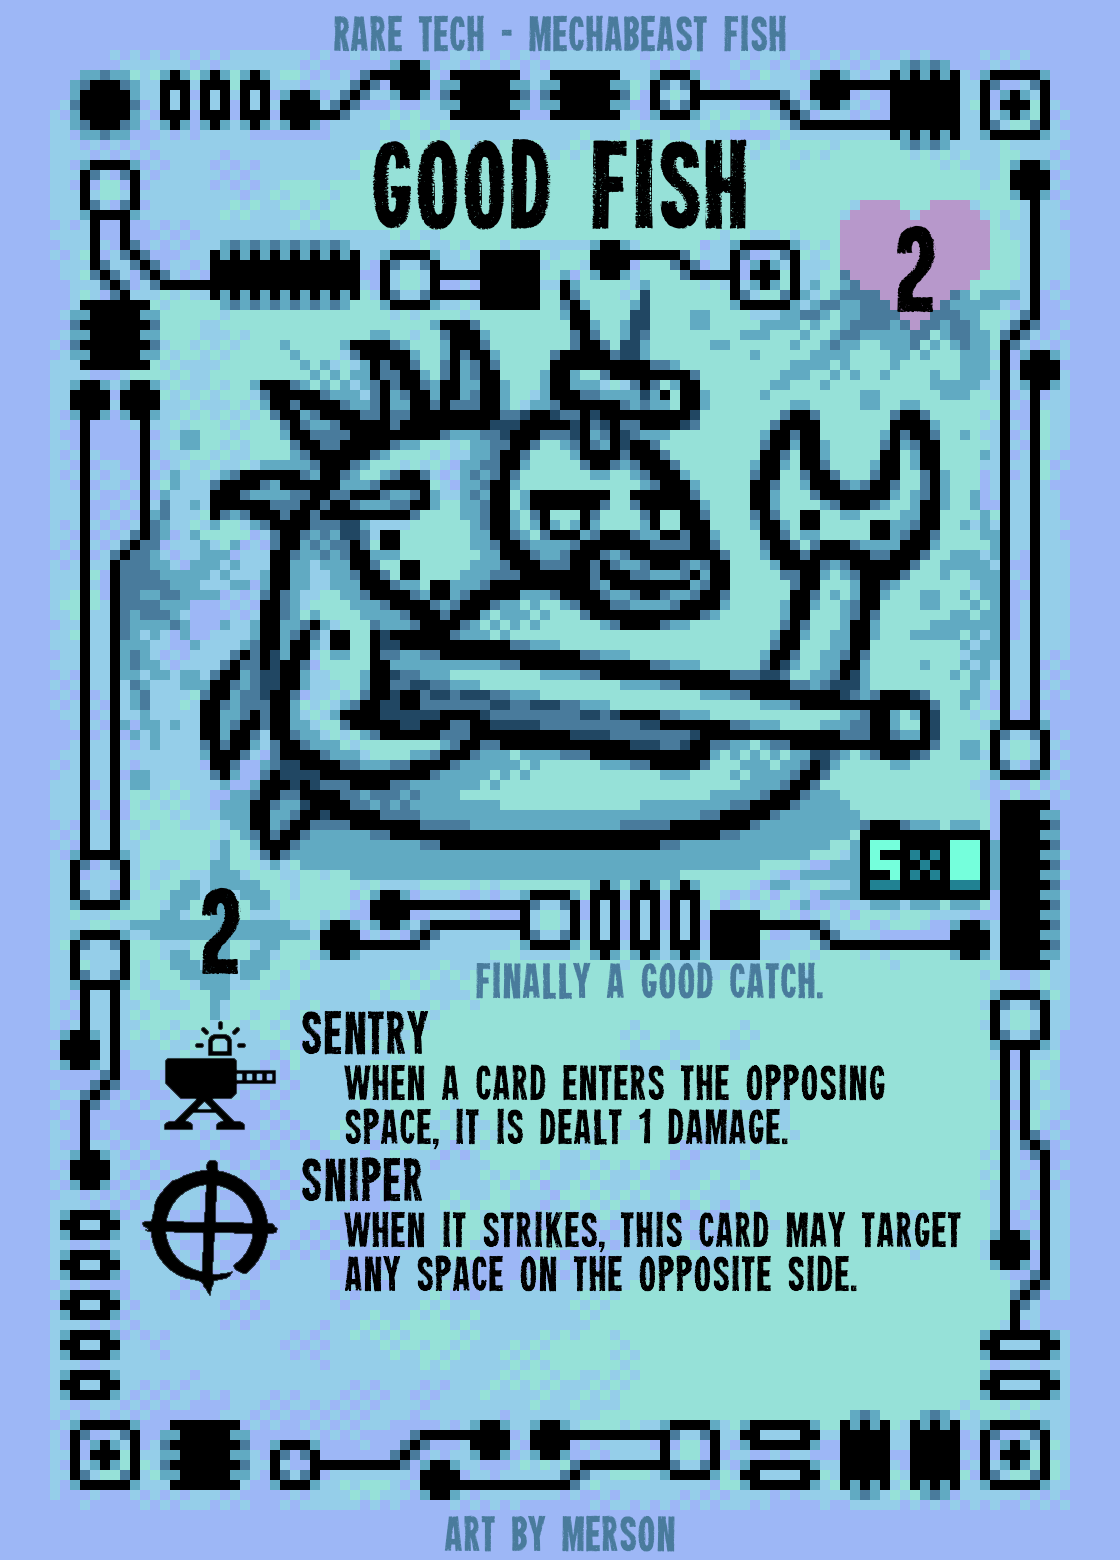 RARE TECH - MECHABEAST FISH
GOOD FISH
2
5X
2
FINALLY A GOOD CATCH.
SENTRY
WHEN A CARD ENTERS THE OPPOSING
SPACE, IT IS DEALT 1 DAMAGE.
SNIPER
WHEN IT STRIKES, THIS CARD MAY TARGET
ANY SPACE ON THE OPPOSITE SIDE.
ART BY MERSON